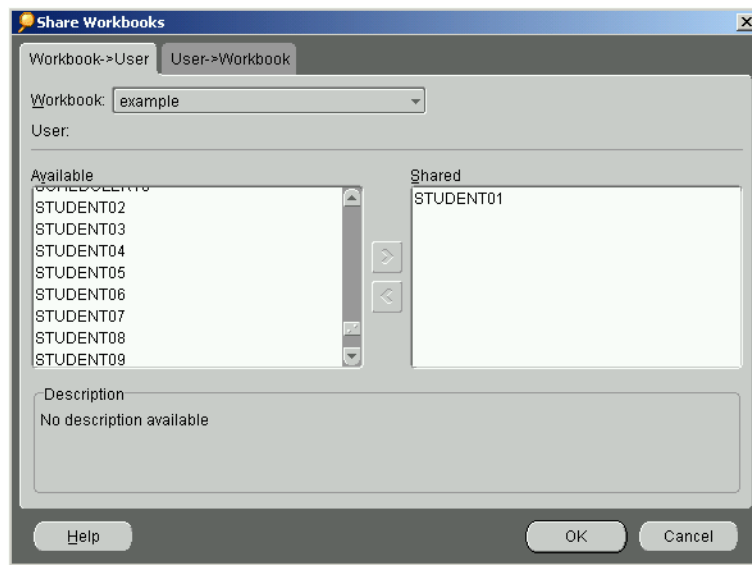 Share Workbooks
Workbook->User
User->Workbook
Workbook: example
User:
Available
STUDENT02
STUDENT03
STUDENT04
STUDENT05
STUDENT06
STUDENT07
STUDENT08
STUDENT09
Shared
STUDENT01
Description
No description available
Help
OK
Cancel